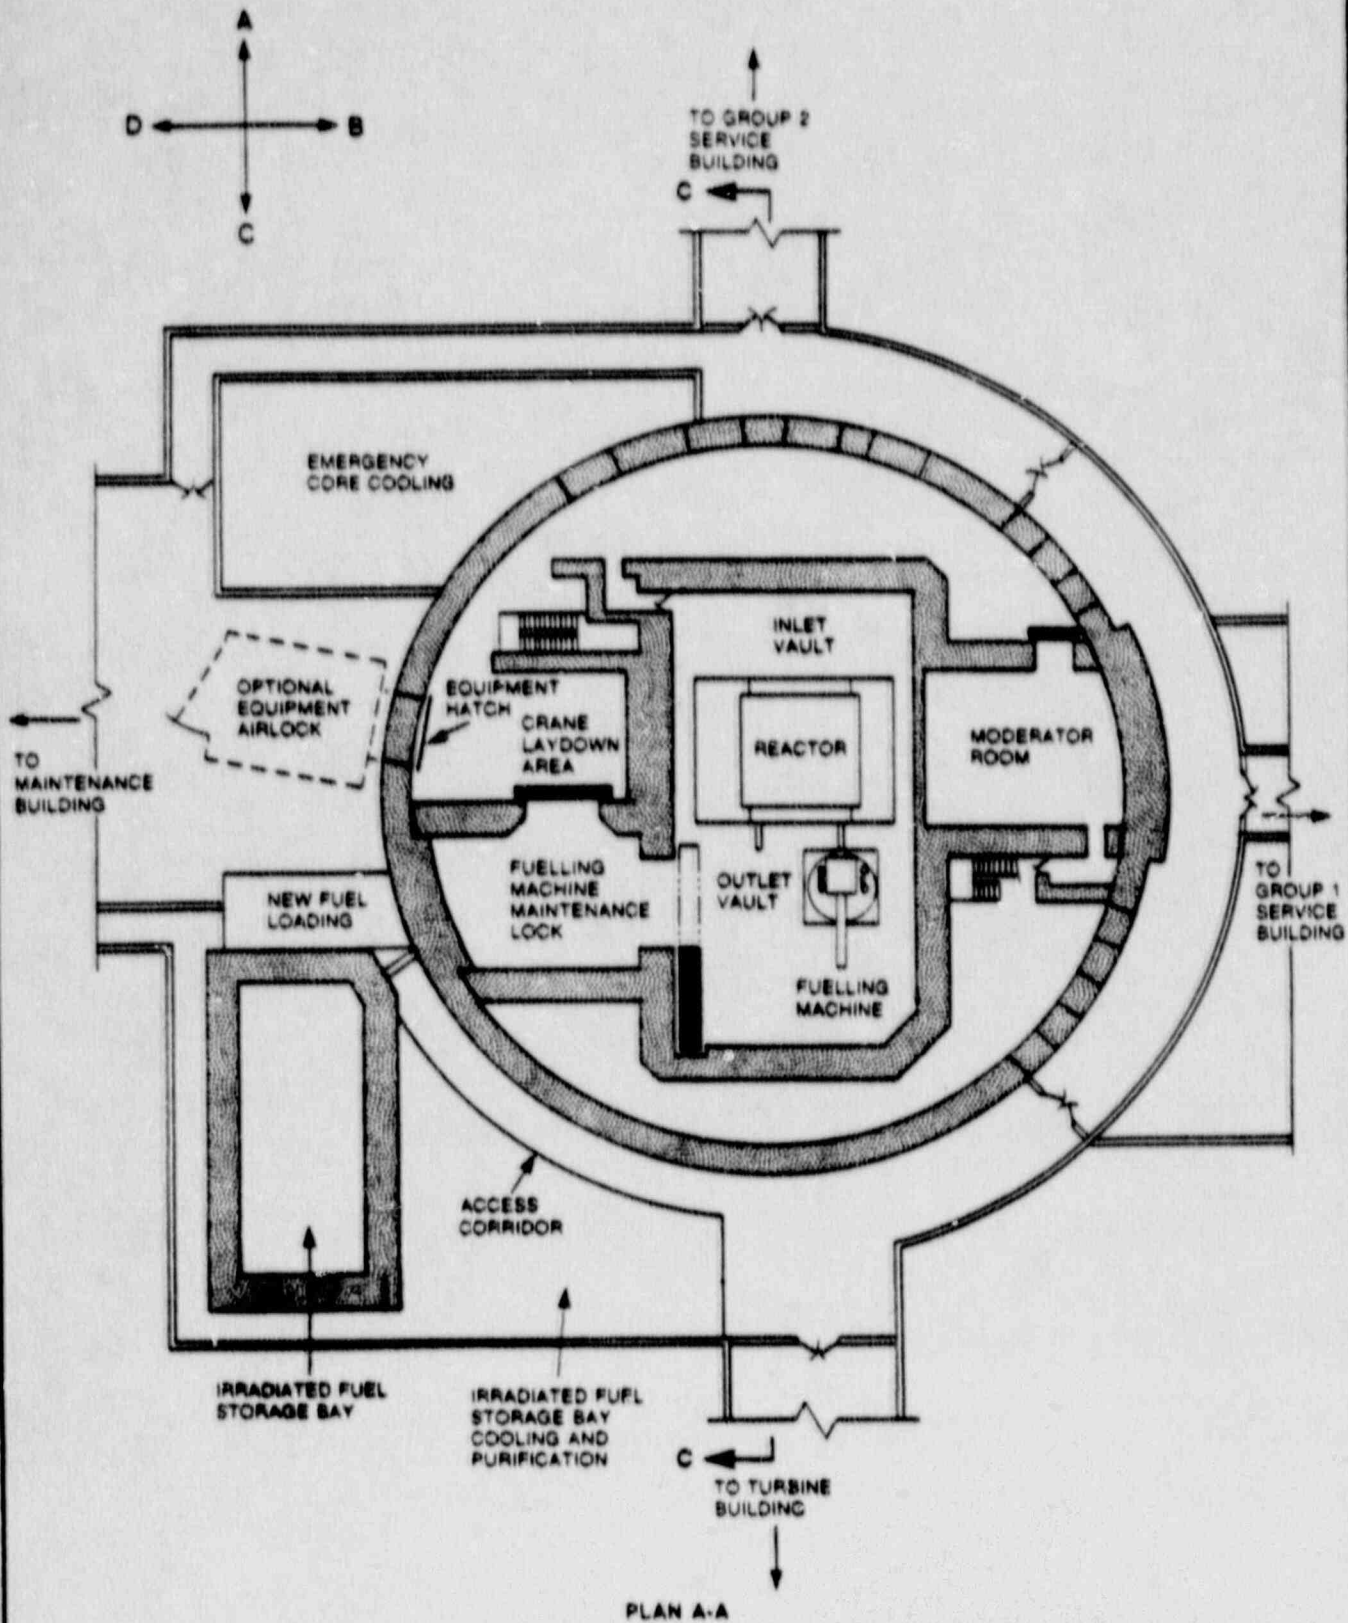 A
D
B
C
TO GROUP 2
SERVICE
BUILDING
C
EMERGENCY
CORE COOLING
INLET
VAULT
OPTIONAL
EQUIPMENT
AIRLOCK
EQUIPMENT
HATCH
CRANE
LAYDOWN
AREA
REACTOR
MODERATOR
ROOM
TO
MAINTENANCE
BUILDING
FUELLING
MACHINE
MAINTENANCE
LOCK
OUTLET
VAULT
NEW FUEL
LOADING
TO
GROUP 1
SERVICE
BUILDING
FUELLING
MACHINE
ACCESS
CORRIDOR
IRRADIATED FUEL
STORAGE BAY
IRRADIATED FUEL
STORAGE BAY
COOLING AND
PURIFICATION
C
TO TURBINE
BUILDING
PLAN A-A